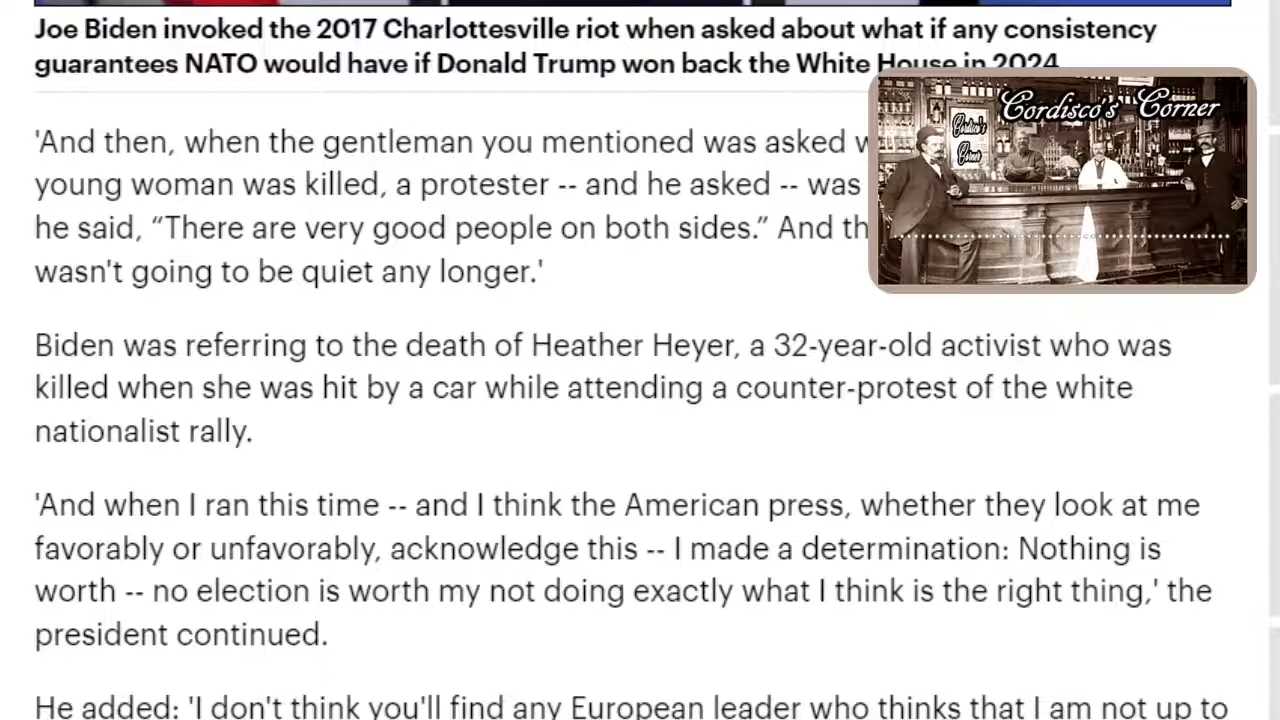 Joe Biden invoked the 2017 Charlottesville riot when asked about what if any consistency
guarantees NATO would have if Donald Trump won back the White House in 2024
'And then, when the gentleman you mentioned was asked
young woman was killed, a protester -- and he asked -- was
he said, “There are very good people on both sides.” And
wasn't going to be quiet any longer.'
Cordisco's Corner
Cordisco's
Corner
Biden was referring to the death of Heather Heyer, a 32-year-old activist who was
killed when she was hit by a car while attending a counter-protest of the white
nationalist rally.
'And when I ran this time -- and I think the American press, whether they look at me
favorably or unfavorably, acknowledge this -- I made a determination: Nothing is
worth -- no election is worth my not doing exactly what I think is the right thing,' the
president continued.
He added: 'I don't think you'll find any European leader who thinks that I am not up to